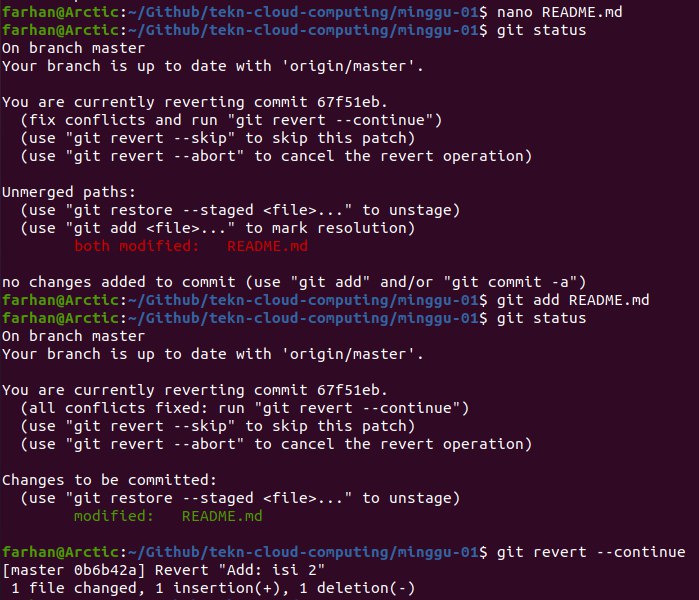 farhan@Arctic:~/Github/tekn-cloud-computing/minggu-01$ nano README.md
farhan@Arctic:~/Github/tekn-cloud-computing/minggu-01$ git status
On branch master
Your branch is up to date with 'origin/master'.

You are currently reverting commit 67f51eb.
  (fix conflicts and run "git revert --continue")
  (use "git revert --skip" to skip this patch)
  (use "git revert --abort" to cancel the revert operation)

Unmerged paths:
  (use "git restore --staged <file>..." to unstage)
  (use "git add <file>..." to mark resolution)
        both modified:   README.md

no changes added to commit (use "git add" and/or "git commit -a")
farhan@Arctic:~/Github/tekn-cloud-computing/minggu-01$ git add README.md
farhan@Arctic:~/Github/tekn-cloud-computing/minggu-01$ git status
On branch master
Your branch is up to date with 'origin/master'.

You are currently reverting commit 67f51eb.
  (all conflicts fixed: run "git revert --continue")
  (use "git revert --skip" to skip this patch)
  (use "git revert --abort" to cancel the revert operation)

Changes to be committed:
  (use "git restore --staged <file>..." to unstage)
        modified:   README.md

farhan@Arctic:~/Github/tekn-cloud-computing/minggu-01$ git revert --continue
[master 0b6b42a] Revert "Add: isi 2"
 1 file changed, 1 insertion(+), 1 deletion(-)